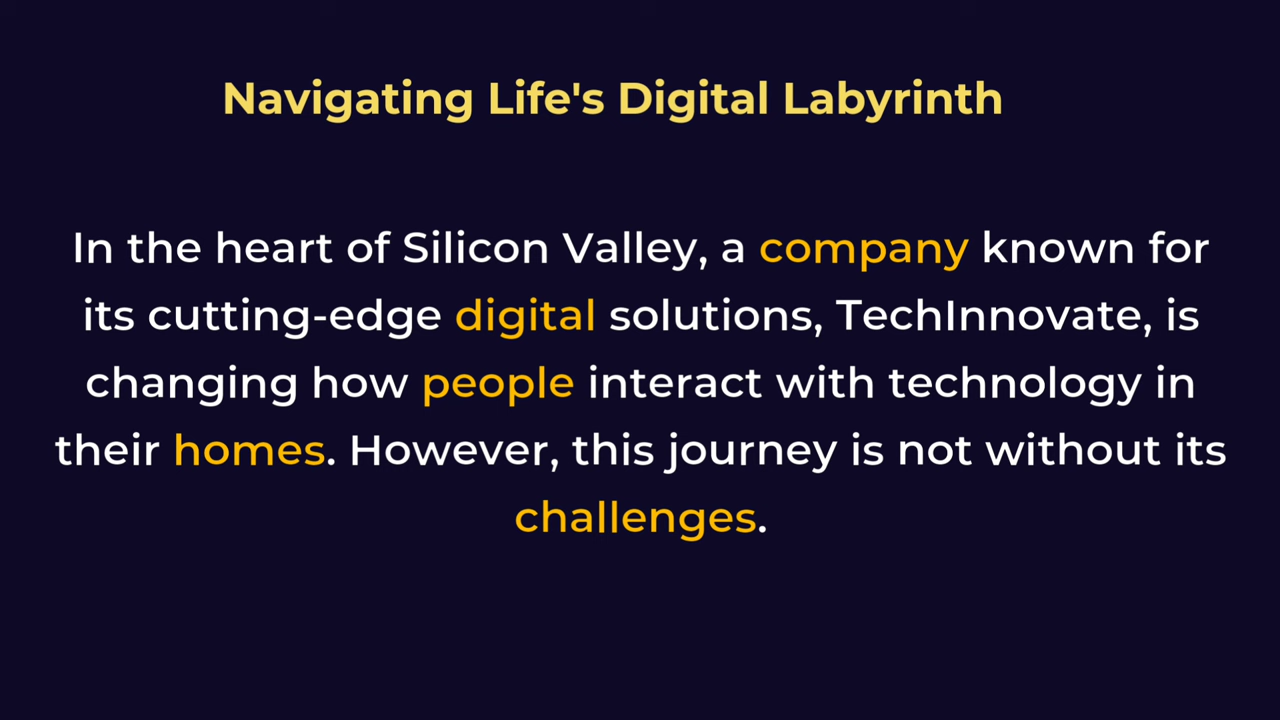 Navigating Life's Digital Labyrinth
In the heart of Silicon Valley, a company known for
its cutting-edge digital solutions, TechInnovate, is
changing how people interact with technology in
their homes. However, this journey is not without its
challenges.